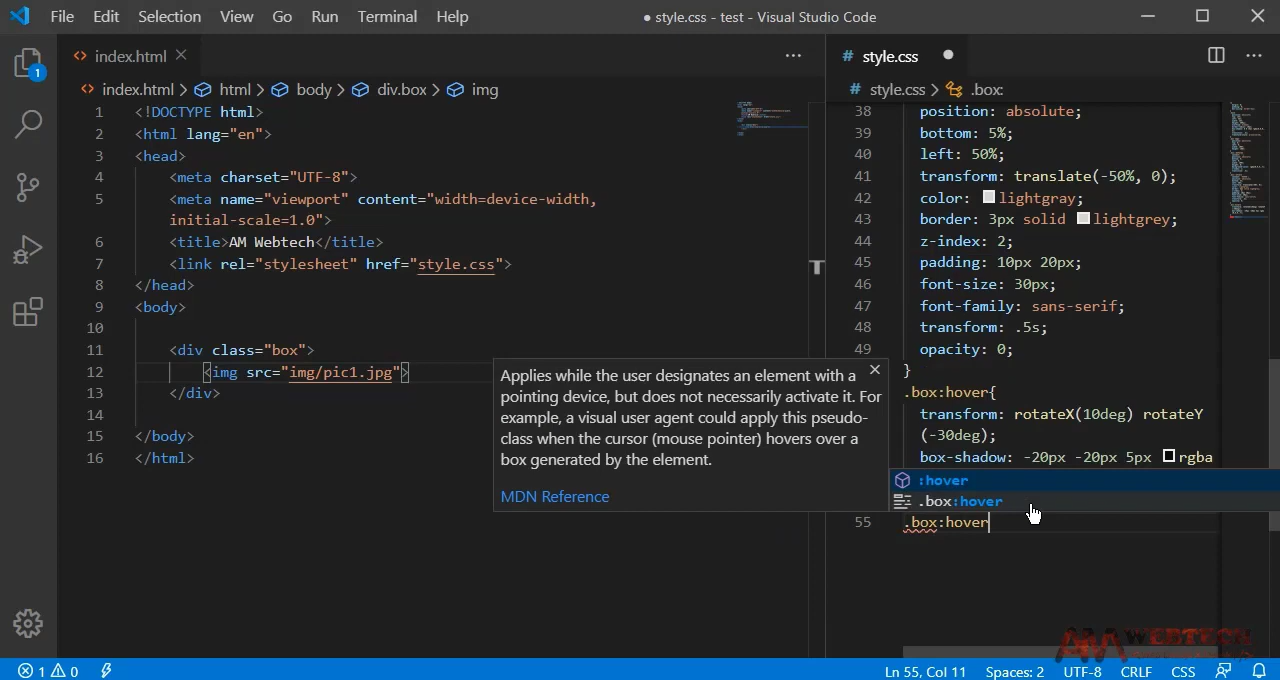 File Edit Selection View Go Run Terminal Help
● style.css - test - Visual Studio Code
1
index.html
style.css
index.html > html > body > div.box > img
# style.css > .box:
1 <!DOCTYPE html>
2 <html lang="en">
3 <head>
4 <meta charset="UTF-8">
5 <meta name="viewport" content="width=device-width,
initial-scale=1.0">
6 <title>AM Webtech</title>
7 <link rel="stylesheet" href="style.css">
8 </head>
9 <body>
10
11 <div class="box">
12 <img src="img/pic1.jpg">
13 </div>
14
15 </body>
16 </html>
Applies while the user designates an element with a
pointing device, but does not necessarily activate it. For
example, a visual user agent could apply this pseudo-
class when the cursor (mouse pointer) hovers over a
box generated by the element.
MDN Reference
38 position: absolute;
39 bottom: 5%;
40 left: 50%;
41 transform: translate(-50%, 0);
42 color: lightgray;
43 border: 3px solid lightgrey;
44 z-index: 2;
45 padding: 10px 20px;
46 font-size: 30px;
47 font-family: sans-serif;
48 transform: .5s;
49 opacity: 0;
}
.box:hover{
transform: rotateX(10deg) rotateY
(-30deg);
box-shadow: -20px -20px 5px rgba
:hover
.box:hover
55 .box:hover
AM WEBTECH
1 0
Ln 55, Col 11 Spaces: 2 UTF-8 CRLF CSS